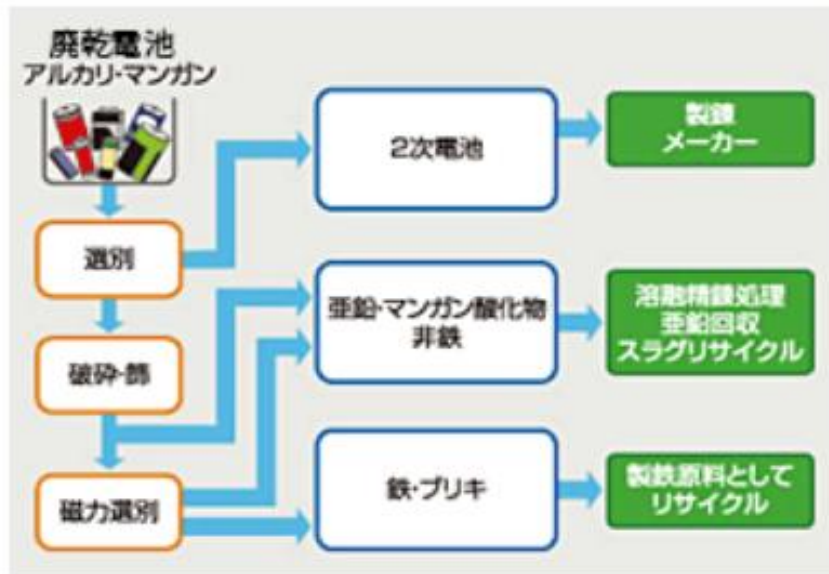 廃乾電池
アルカリ・マンガン
2次電池
製錬
メーカー
選別
亜鉛・マンガン酸化物
非鉄
溶融精錬処理
亜鉛回収
スラグリサイクル
破砕・篩
鉄・ブリキ
製鉄原料として
リサイクル
磁力選別